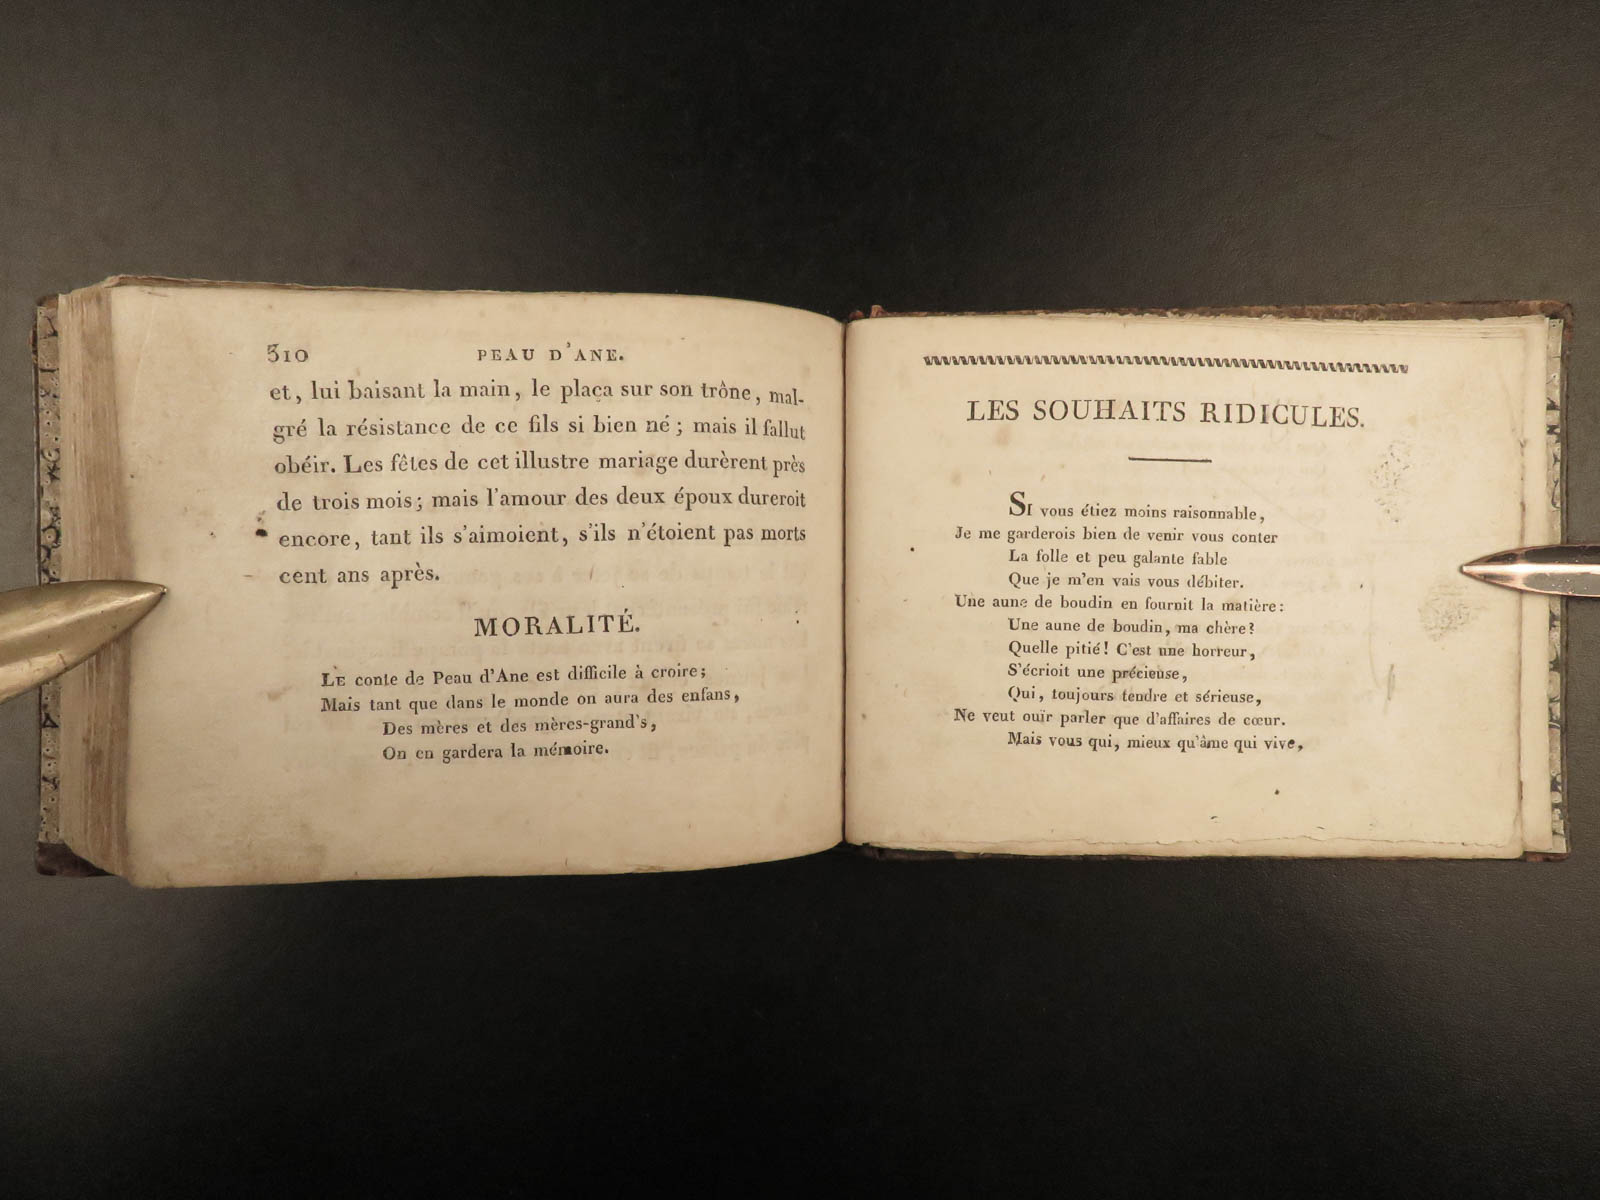 310 PEAU D'ANE.
et, lui baisant la main, le plaça sur son trône, mal-
gré la résistance de ce fils si bien né; mais il fallut
obéir. Les fêtes de cet illustre mariage durèrent près
de trois mois; mais l'amour des deux époux dureroit
encore, tant ils s'aimoient, s'ils n'étoient pas morts
cent ans après.
MORALITÉ.
LE conte de Peau d'Ane est difficile à croire;
Mais tant que dans le monde on aura des enfans,
Des mères et des mères-grand's,
On en gardera la mémoire.
LES SOUHAITS RIDICULES.
SI vous étiez moins raisonnable,
Je me garderois bien de venir vous conter
La folle et peu galante fable
Que je m'en vais vous débiter.
Une aune de boudin en fournit la matière:
Une aune de boudin, ma chère?
Quelle pitié! C'est une horreur,
S'écrioit une précieuse,
Qui, toujours tendre et sérieuse,
Ne veut ouïr parler que d'affaires de cœur.
Mais vous qui, mieux qu'âme qui vive,